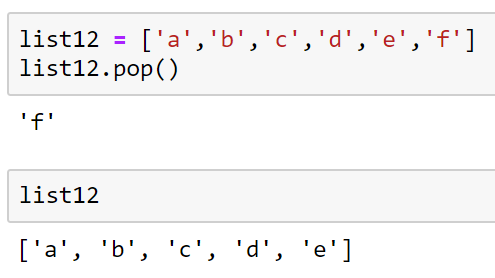 list12 = ['a','b','c','d','e','f']
list12.pop()
'f'
list12
['a', 'b', 'c', 'd', 'e']